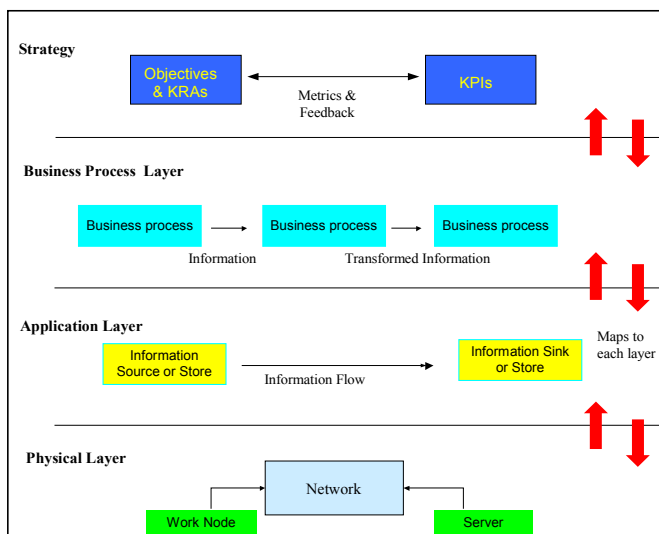 Strategy
Objectives
& KRAs
Metrics &
Feedback
KPIs
Business Process Layer
Business process
Information
Business process
Transformed Information
Business process
Application Layer
Information
Source or Store
Information Flow
Information Sink
or Store
Maps to
each layer
Physical Layer
Network
Work Node
Server